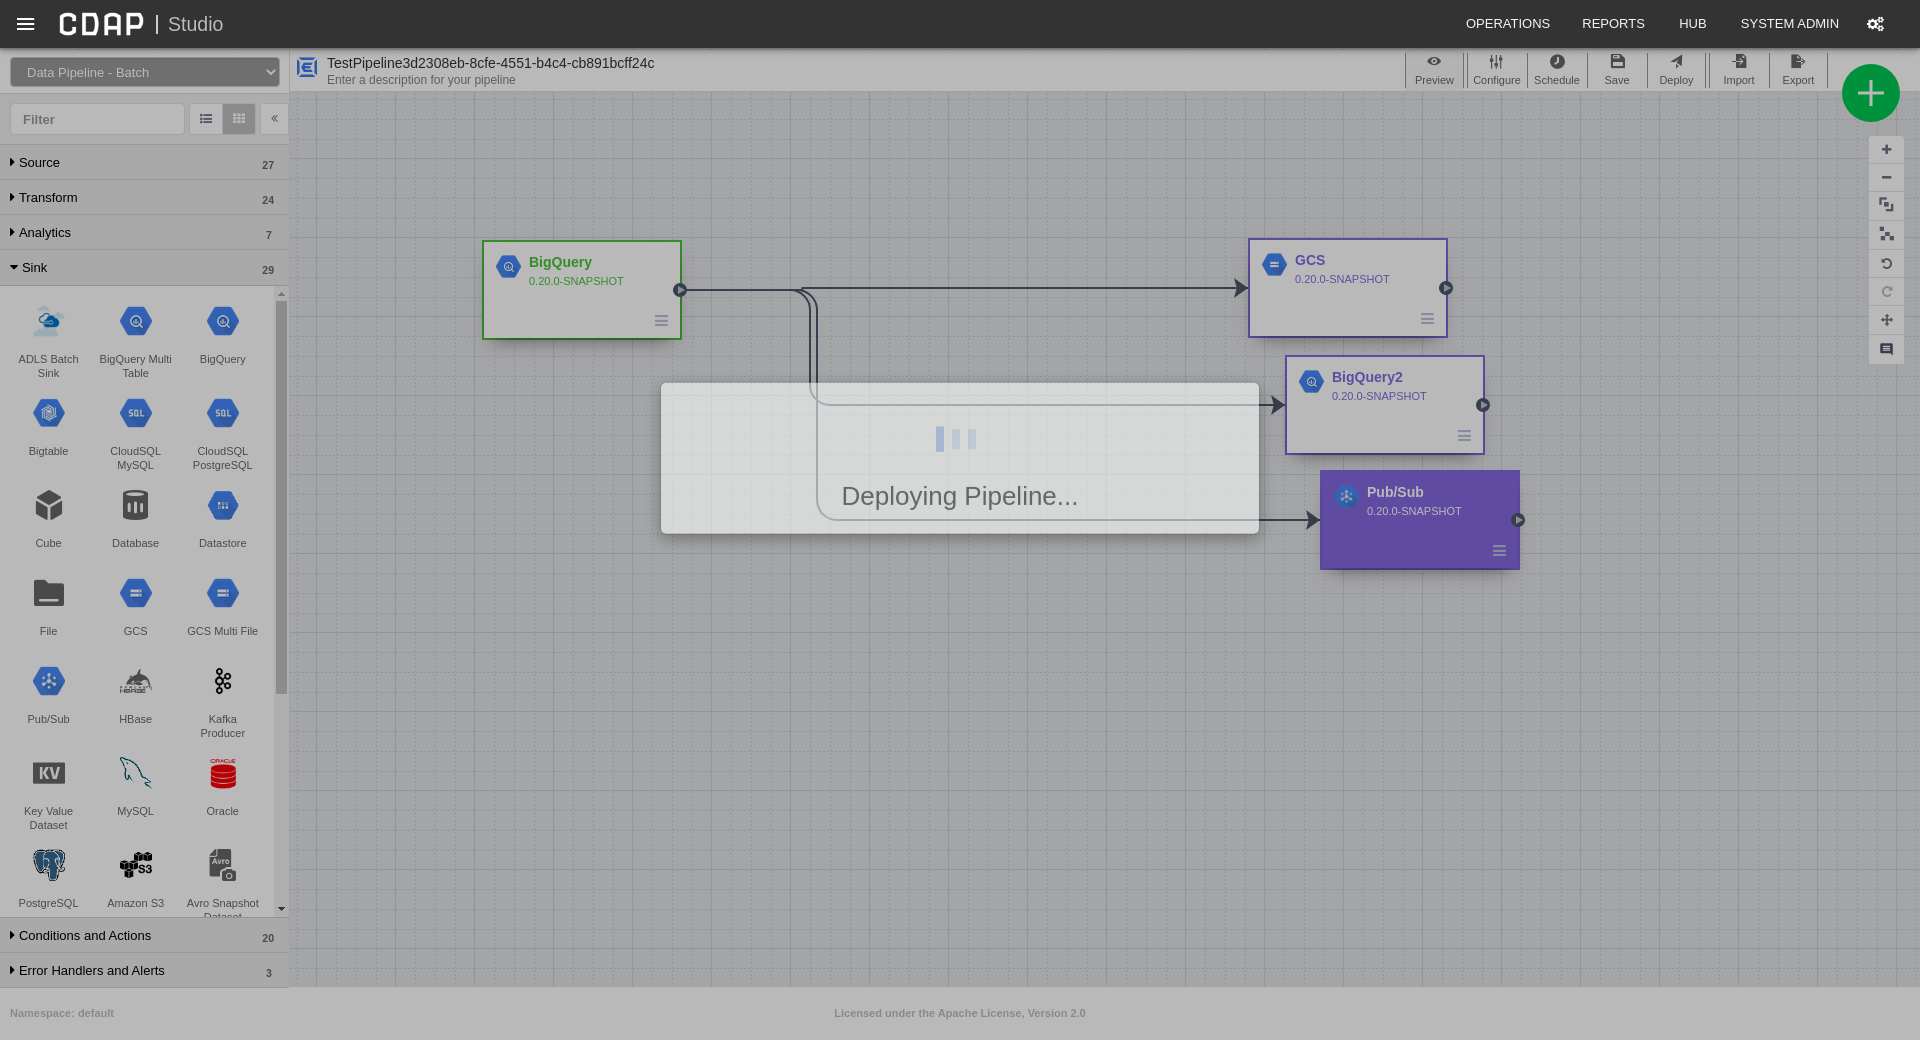 CDAP | Studio
OPERATIONS REPORTS HUB SYSTEM ADMIN
Data Pipeline - Batch
TestPipeline3d2308eb-8cfe-4551-b4c4-cb891bcff24c
Enter a description for your pipeline
Preview Configure Schedule Save Deploy Import Export
Filter
Source 27
Transform 24
Analytics 7
Sink 29
ADLS Batch Sink
BigQuery Multi Table
BigQuery
Bigtable
SQL
CloudSQL MySQL
SQL
CloudSQL PostgreSQL
Cube
Database
Datastore
File
GCS
GCS Multi File
Pub/Sub
HBASE
HBase
Kafka Producer
KV
Key Value Dataset
MySQL
ORACLE
Oracle
PostgreSQL
S3
Amazon S3
Avro
Avro Snapshot Dataset
Conditions and Actions 20
Error Handlers and Alerts 3
BigQuery
0.20.0-SNAPSHOT
GCS
0.20.0-SNAPSHOT
BigQuery2
0.20.0-SNAPSHOT
Pub/Sub
0.20.0-SNAPSHOT
Deploying Pipeline...
Namespace: default
Licensed under the Apache License, Version 2.0